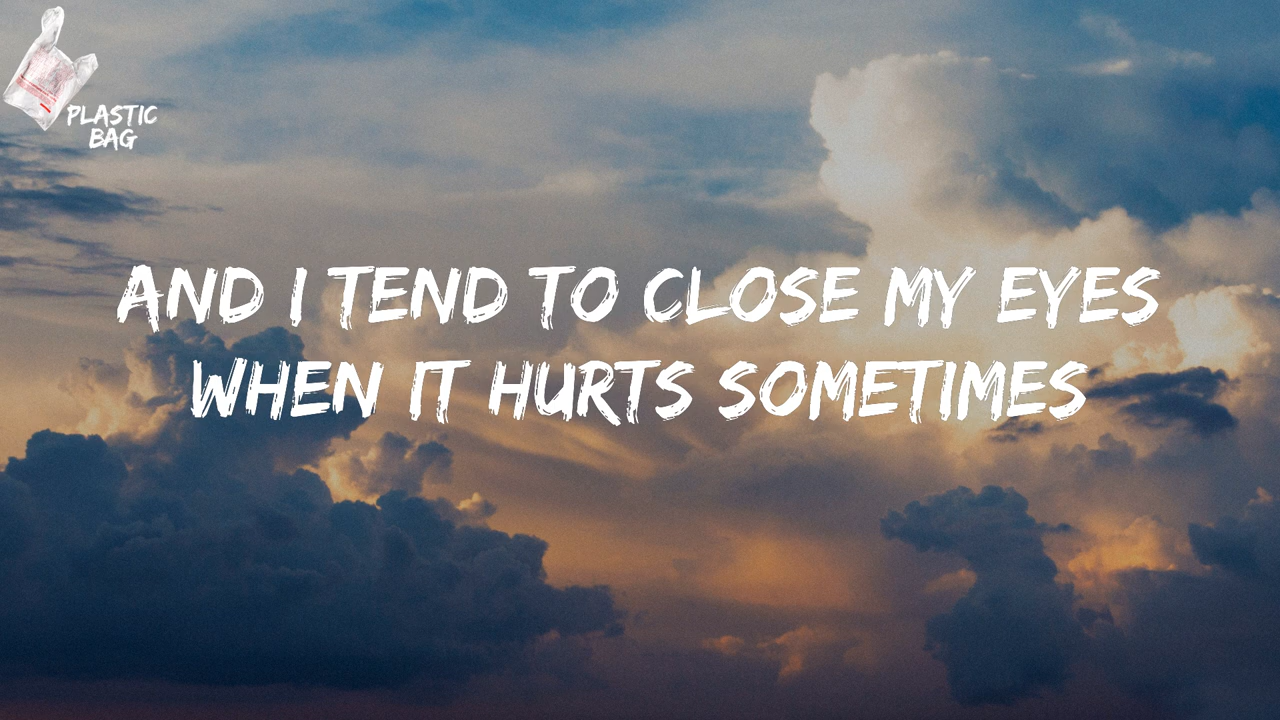 PLASTIC
BAG
AND I TEND TO CLOSE MY EYES
WHEN IT HURTS SOMETIMES